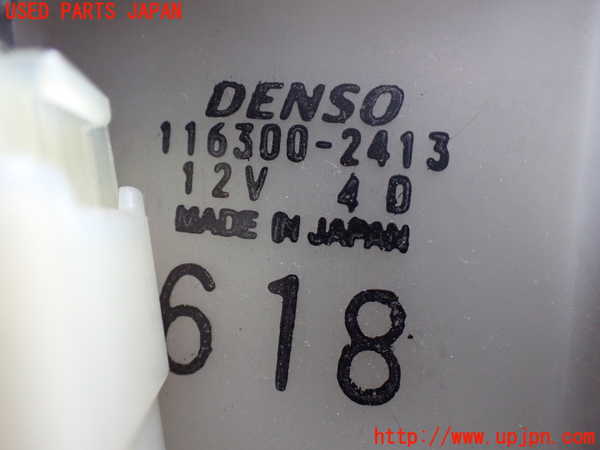 USED PARTS JAPAN
DENSO
116300-2413
12V 40
MADE IN JAPAN
618
http://www.upjpn.com/